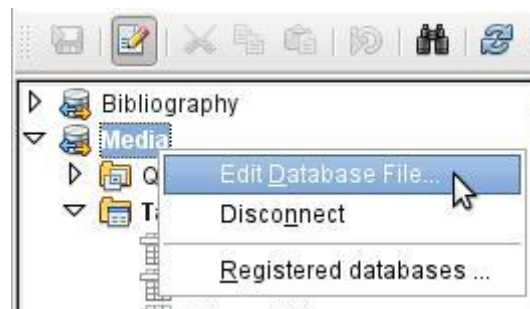 Bibliography
Media
Edit Database File...
Disconnect
Registered databases ...